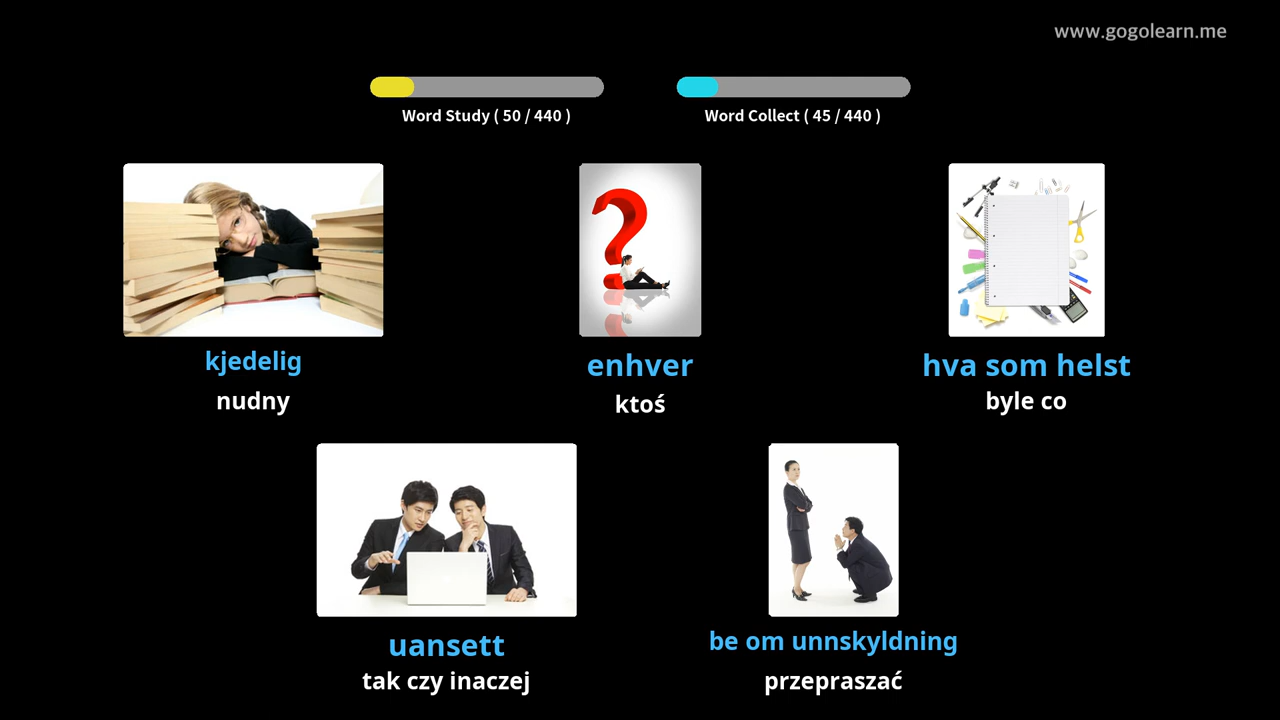 www.gogolearn.me
Word Study ( 50 / 440 )
Word Collect ( 45 / 440 )
kjedelig
nudny
enhver
ktoś
hva som helst
byle co
uansett
tak czy inaczej
be om unnskyldning
przepraszać